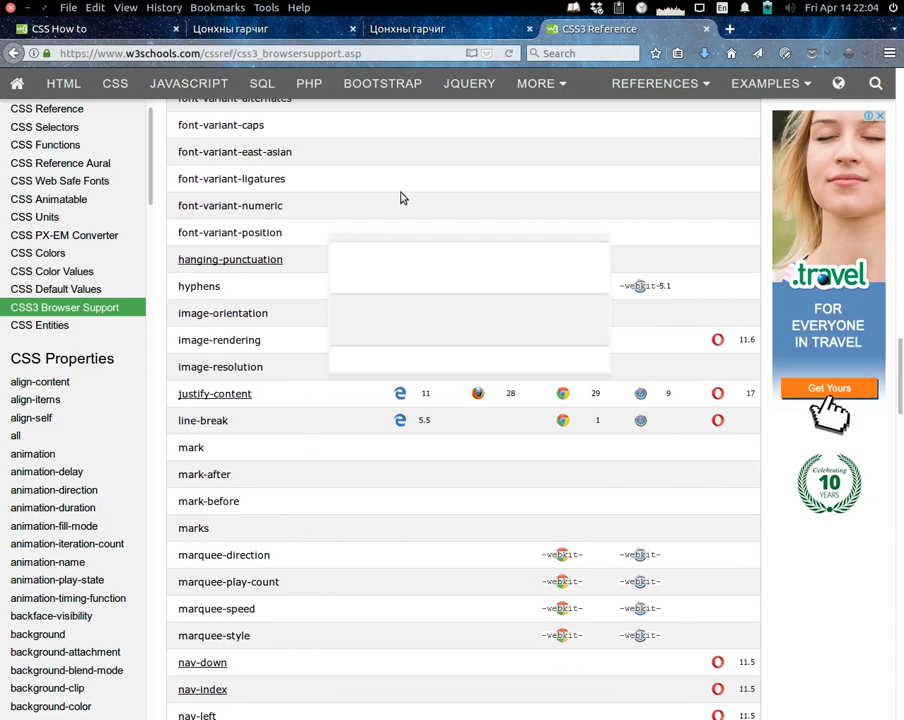 File Edit View History Bookmarks Tools Help En Fri Apr 14 22:04
CSS How to × Цонхны гарчиг × Цонхны гарчиг × CSS3 Reference ×
https://www.w3schools.com/cssref/css3_browsersupport.asp Search
HTML CSS JAVASCRIPT SQL PHP BOOTSTRAP JQUERY MORE REFERENCES EXAMPLES
CSS Reference
CSS Selectors
CSS Functions
CSS Reference Aural
CSS Web Safe Fonts
CSS Animatable
CSS Units
CSS PX-EM Converter
CSS Colors
CSS Color Values
CSS Default Values
CSS3 Browser Support
CSS Entities
CSS Properties
align-content
align-items
align-self
all
animation
animation-delay
animation-direction
animation-duration
animation-fill-mode
animation-iteration-count
animation-name
animation-play-state
animation-timing-function
backface-visibility
background
background-attachment
background-blend-mode
background-clip
background-color
font-variant-alternates
font-variant-caps
font-variant-east-asian
font-variant-ligatures
font-variant-numeric
font-variant-position
hanging-punctuation
hyphens -webkit- 5.1
image-orientation
image-rendering 11.6
image-resolution
justify-content 11 28 29 9 17
line-break 5.5 1
mark
mark-after
mark-before
marks
marquee-direction -webkit- -webkit-
marquee-play-count -webkit- -webkit-
marquee-speed -webkit- -webkit-
marquee-style -webkit- -webkit-
nav-down 11.5
nav-index 11.5
nav-left 11.5
.travel
FOR
EVERYONE
IN TRAVEL
Get Yours
Celebrating
10
YEARS